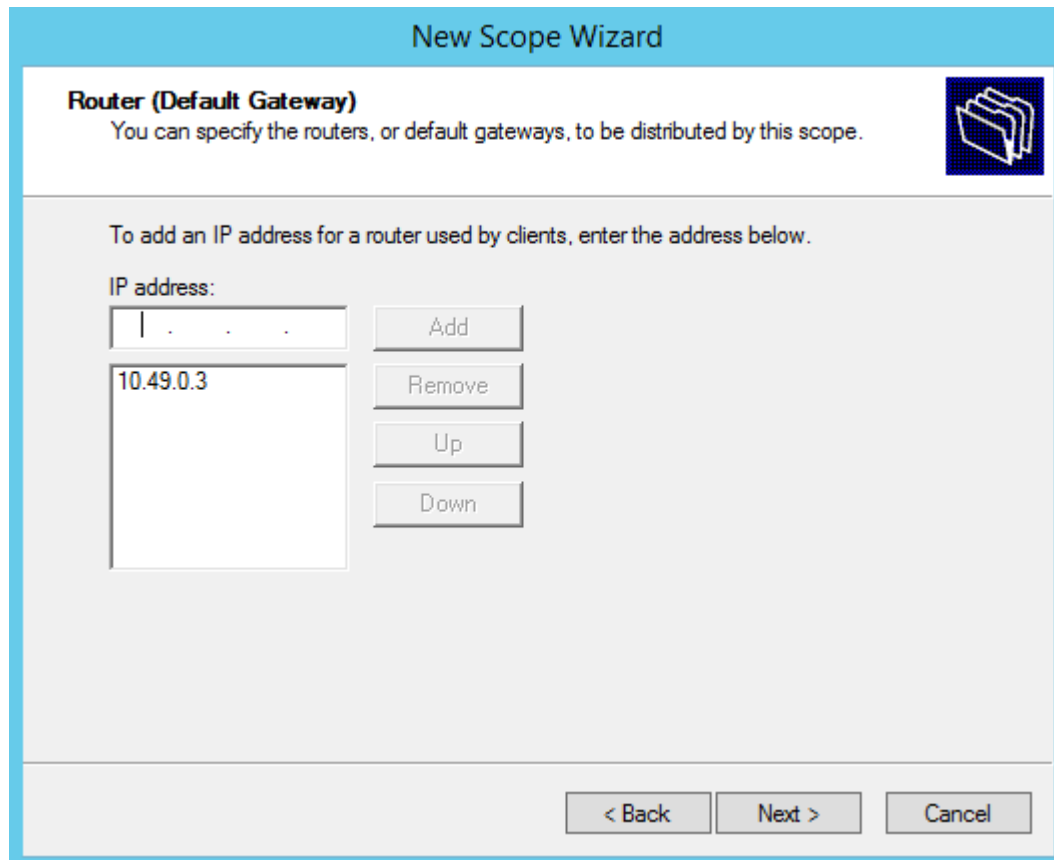 New Scope Wizard
Router (Default Gateway)
You can specify the routers, or default gateways, to be distributed by this scope.
To add an IP address for a router used by clients, enter the address below.
IP address:
. . .
Add
10.49.0.3
Remove
Up
Down
< Back
Next >
Cancel